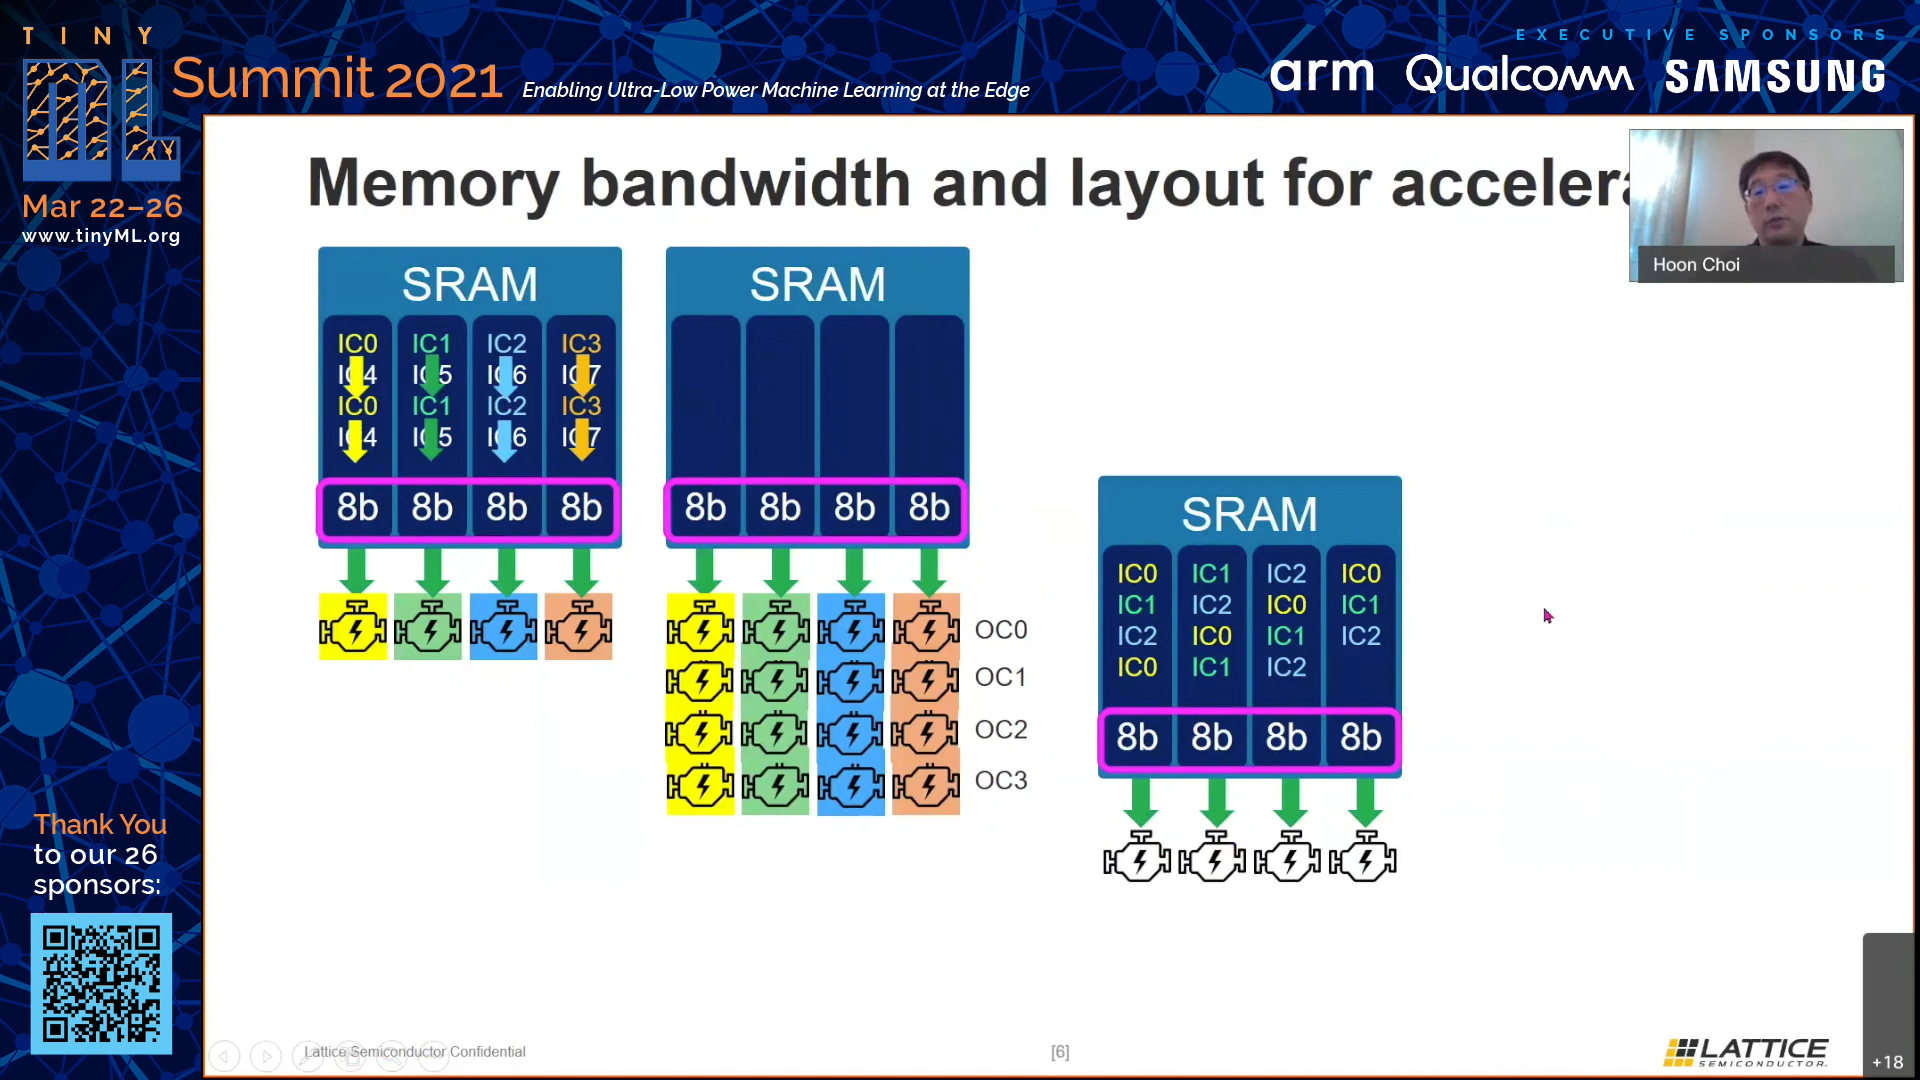 TINY
ML
Summit 2021
Enabling Ultra-Low Power Machine Learning at the Edge
EXECUTIVE SPONSORS
arm Qualcomm SAMSUNG
Mar 22–26
www.tinyML.org
Memory bandwidth and layout for accelera
Hoon Choi
SRAM
IC0 IC1 IC2 IC3
IC4 IC5 IC6 IC7
IC0 IC1 IC2 IC3
IC4 IC5 IC6 IC7
8b 8b 8b 8b
SRAM
8b 8b 8b 8b
OC0
OC1
OC2
OC3
SRAM
IC0 IC1 IC2 IC0
IC1 IC2 IC0 IC1
IC2 IC0 IC1 IC2
IC0 IC1 IC2
8b 8b 8b 8b
Thank You
to our 26
sponsors:
Lattice Semiconductor Confidential
[6]
LATTICE
SEMICONDUCTOR.
+18